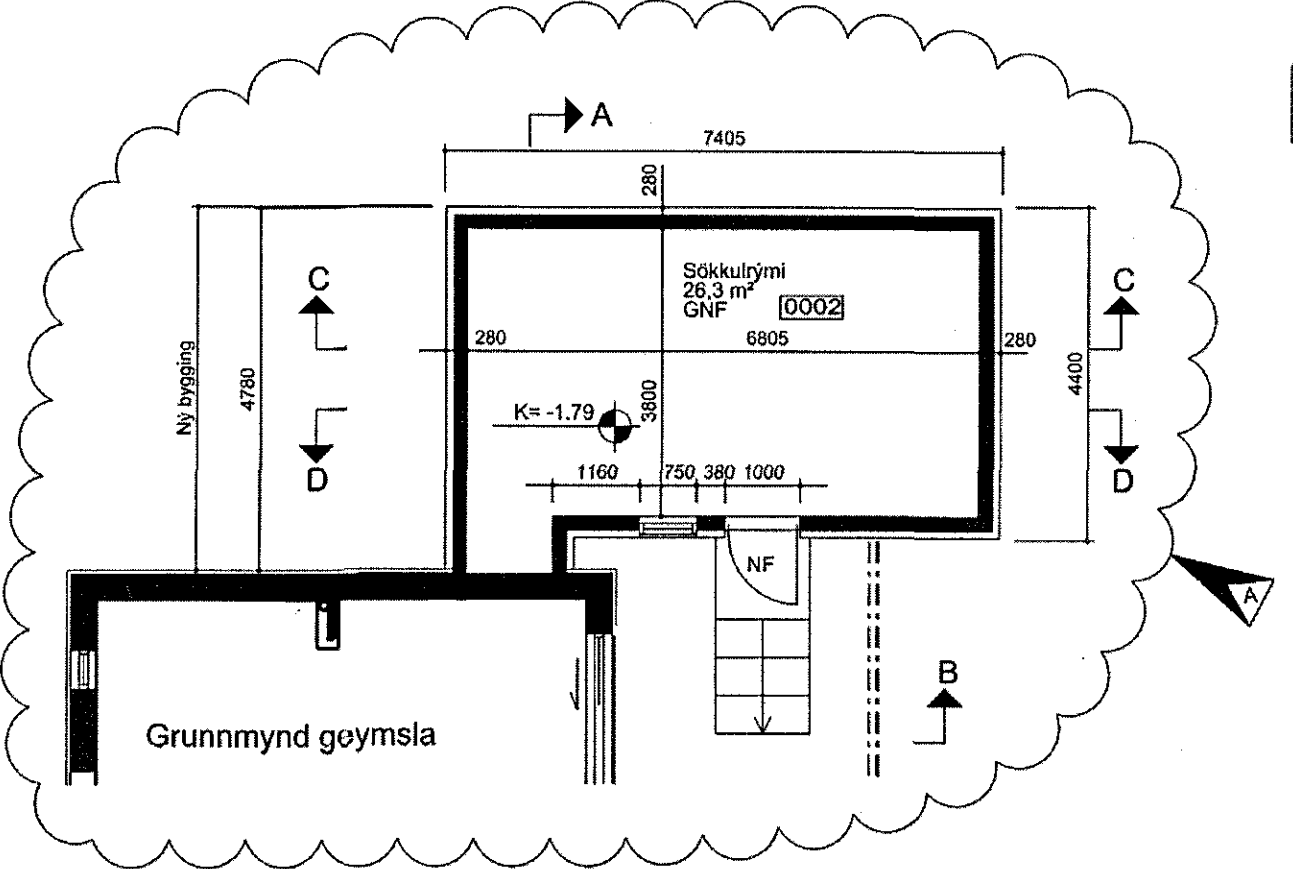 A
7405
280
Sökkulrými
26,3 m²
GNF 0002
C
C
280
6805
280
Ný bygging
4780
3800
4400
K= -1.79
D
D
1160
750
380
1000
NF
A
B
Grunnmynd geymsla